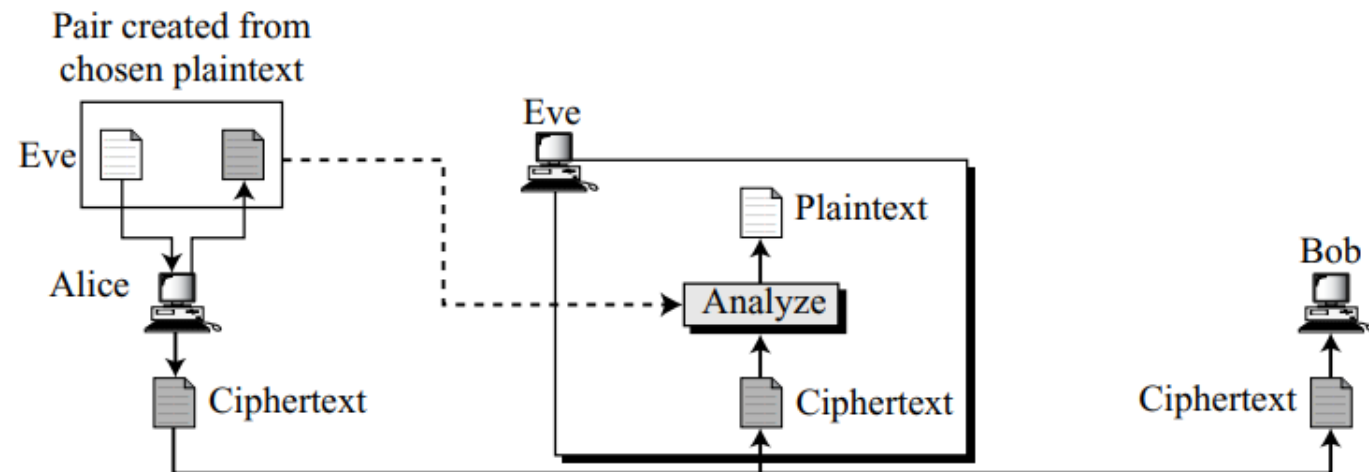 Pair created from
chosen plaintext
Eve
Eve
Plaintext
Bob
Alice
Analyze
Ciphertext
Ciphertext
Ciphertext